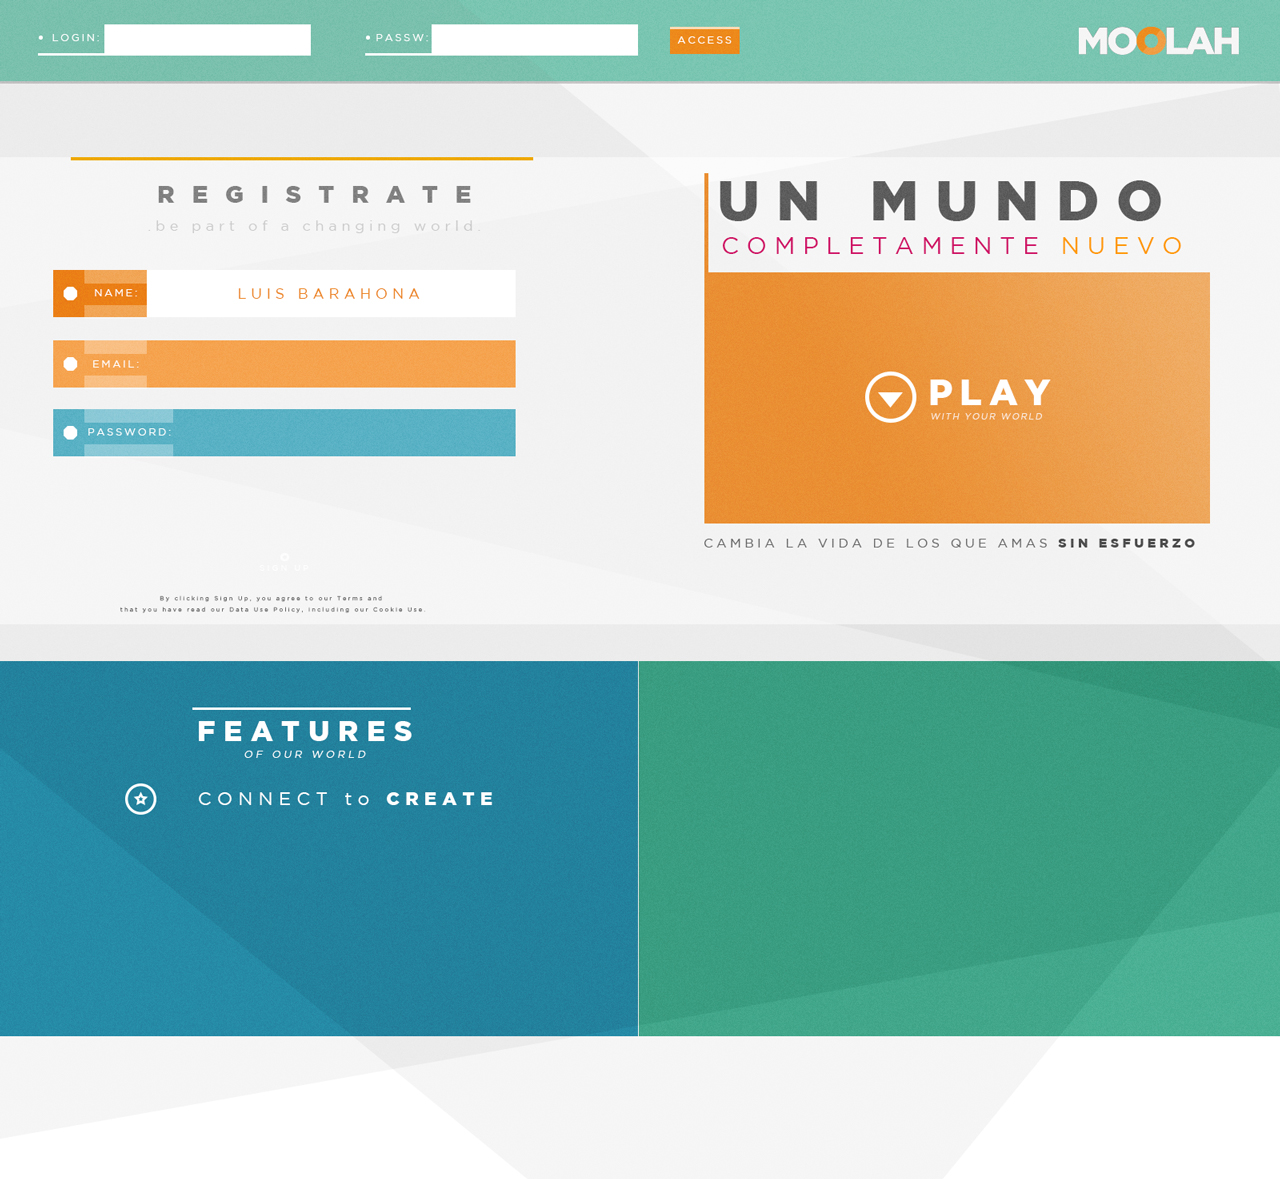 LOGIN:
PASSW:
ACCESS
MOOLAH
REGISTRATE
.be part of a changing world.
NAME:
LUIS BARAHONA
EMAIL:
PASSWORD:
By clicking Sign Up, you agree to our Terms and
that you have read our Data Use Policy, including our Cookie Use.
UN MUNDO
COMPLETAMENTE NUEVO
PLAY
WITH YOUR WORLD
CAMBIA LA VIDA DE LOS QUE AMAS SIN ESFUERZO
FEATURES
OF OUR WORLD
CONNECT to CREATE